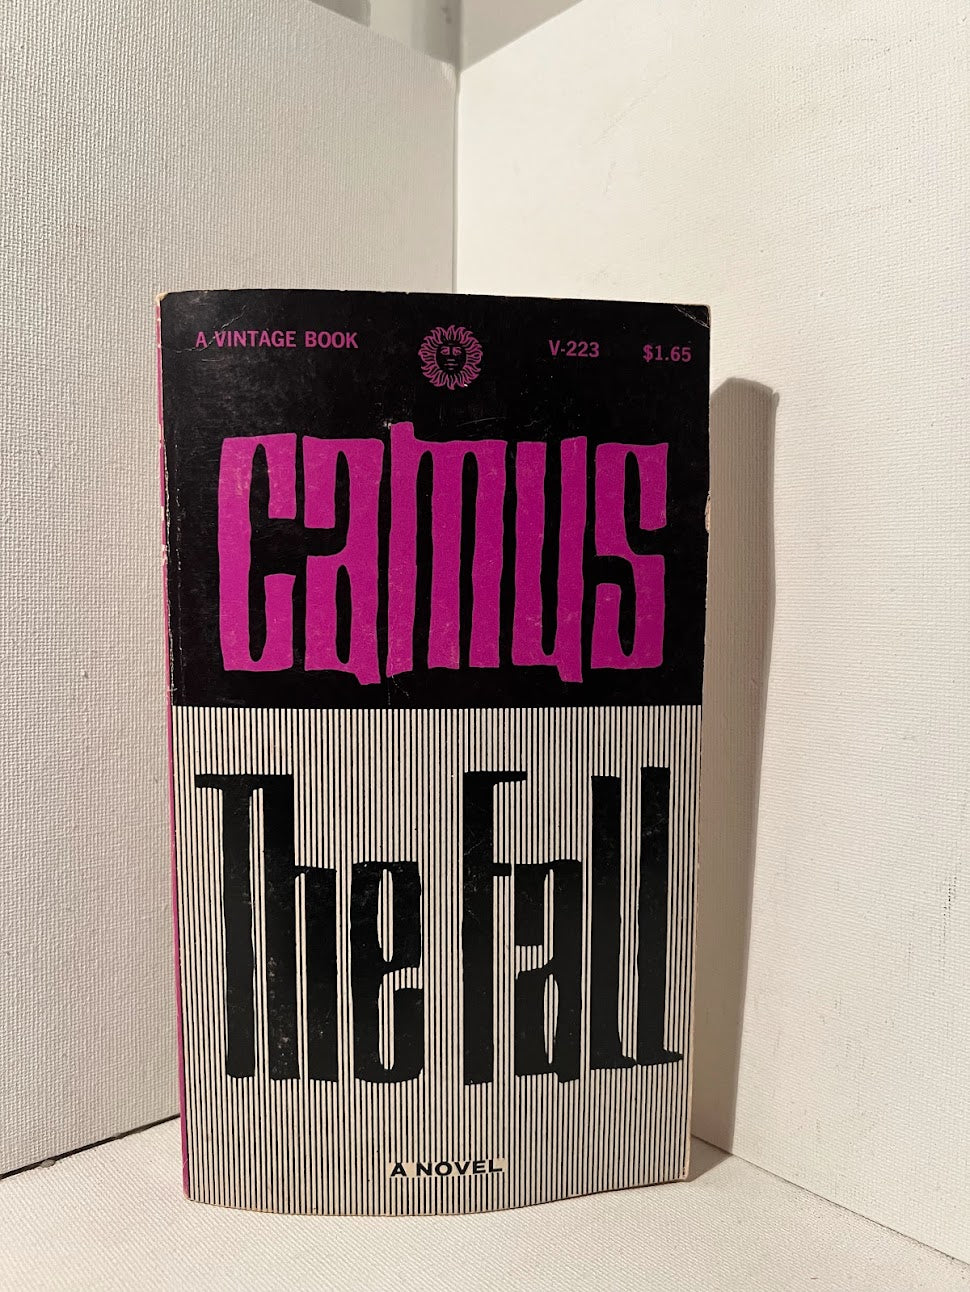 A VINTAGE BOOK V-223 $1.65
camus
The Fall
A NOVEL